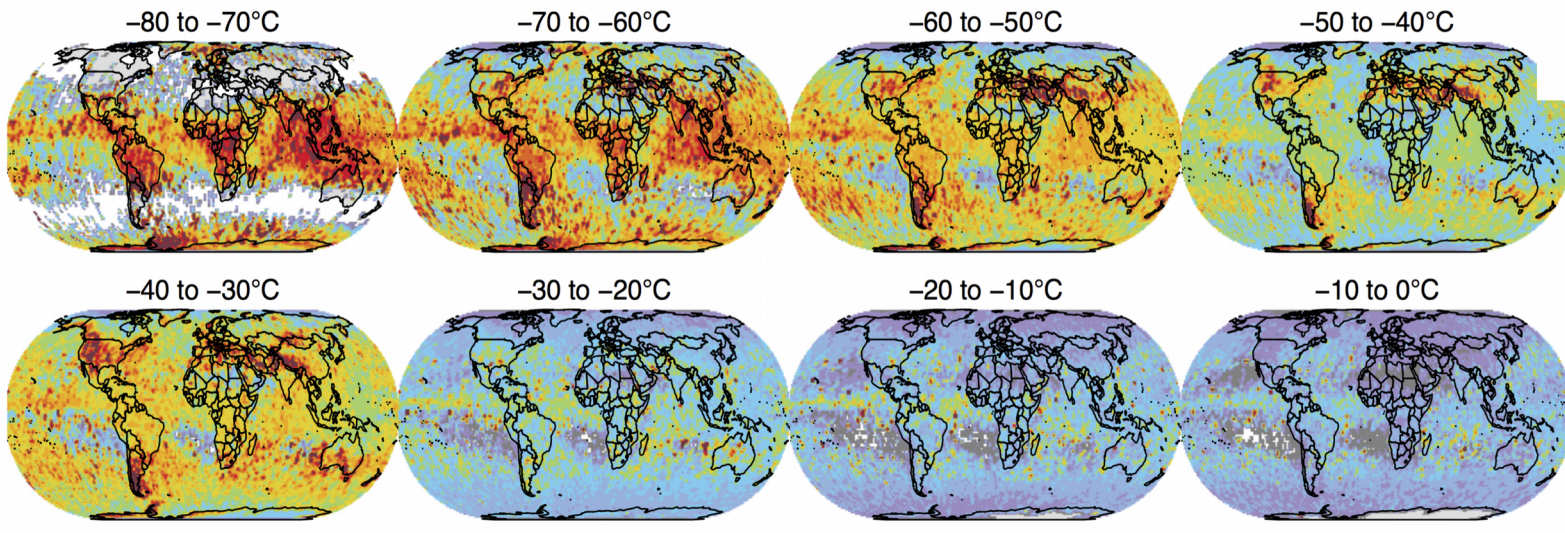 −80 to −70°C
−70 to −60°C
−60 to −50°C
−50 to −40°C
−40 to −30°C
−30 to −20°C
−20 to −10°C
−10 to 0°C